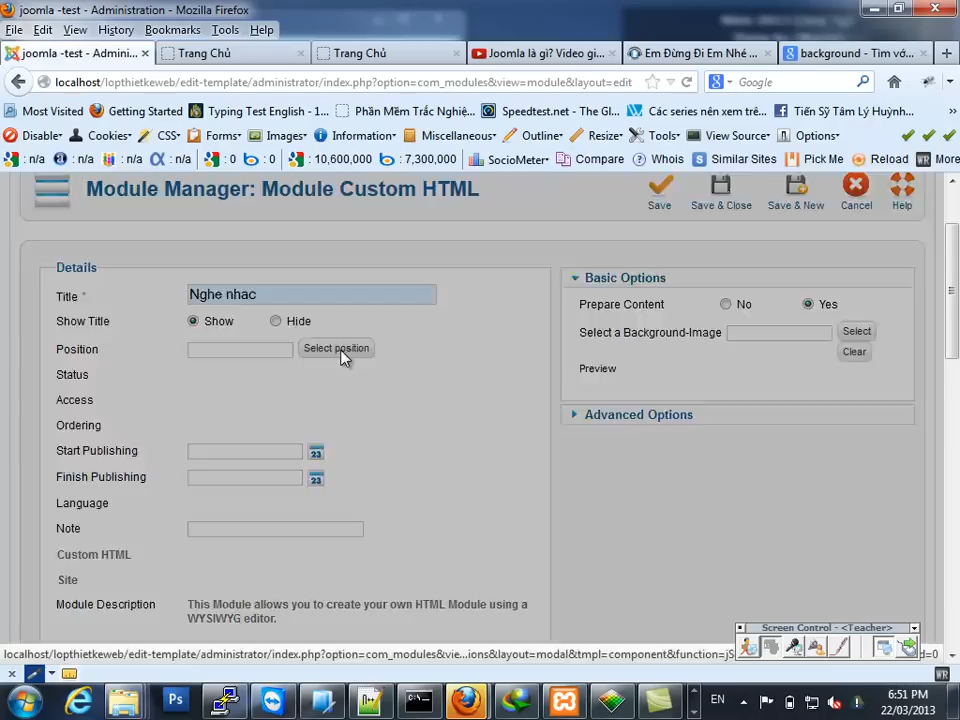 joomla -test - Administration - Mozilla Firefox
File Edit View History Bookmarks Tools Help
joomla -test - Admini... × Trang Chủ × Trang Chủ × Joomla là gì? Video gi... × Em Đừng Đi Em Nhé ... × background - Tìm vớ... × +
localhost/lopthietkeweb/edit-template/administrator/index.php?option=com_modules&view=module&layout=edit Google
Most Visited Getting Started Typing Test English - 1... Phần Mềm Trắc Nghiệ... Speedtest.net - The Gl... Các series nên xem trê... Tiến Sỹ Tâm Lý Huỳnh... »
Disable▾ Cookies▾ CSS▾ Forms▾ Images▾ Information▾ Miscellaneous▾ Outline▾ Resize▾ Tools▾ View Source▾ Options▾
: n/a : n/a : n/a : n/a : 0 : 0 : 10,600,000 : 7,300,000 SocioMeter▾ Compare Whois Similar Sites Pick Me Reload More
Module Manager: Module Custom HTML
Save Save & Close Save & New Cancel Help
Details
Title * Nghe nhac
Show Title Show Hide
Position Select position
Status
Access
Ordering
Start Publishing 23
Finish Publishing 23
Language
Note
Custom HTML
Site
Module Description This Module allows you to create your own HTML Module using a
WYSIWYG editor.
Basic Options
Prepare Content No Yes
Select a Background-Image Select
Clear
Preview
Advanced Options
Screen Control - <Teacher>
localhost/lopthietkeweb/edit-template/administrator/index.php?option=com_modules&vie...ions&layout=modal&tmpl=component&function=jS...d=0
× WR
Ps EN 6:51 PM
22/03/2013